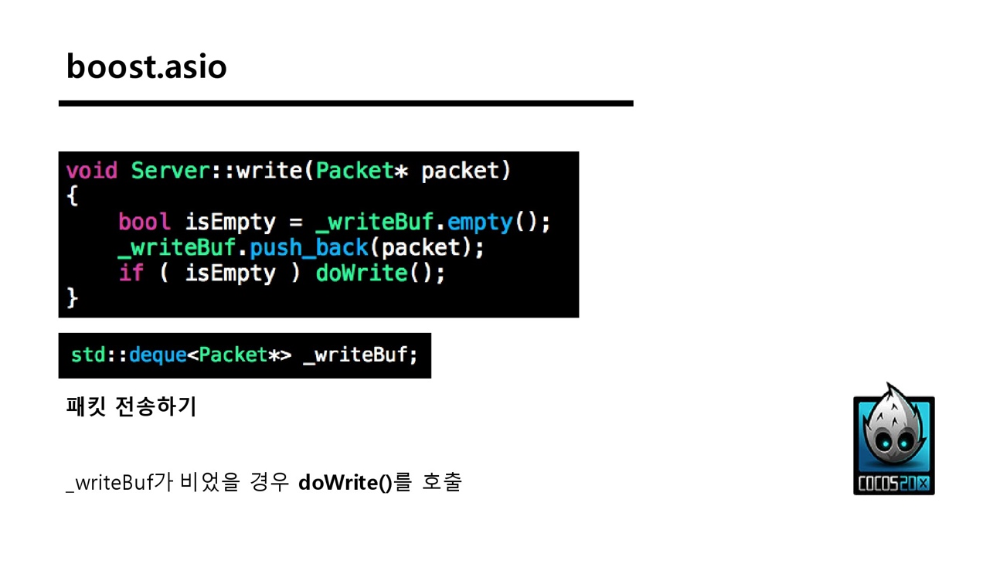 boost.asio
void Server::write(Packet* packet)
{
    bool isEmpty = _writeBuf.empty();
    _writeBuf.push_back(packet);
    if ( isEmpty ) doWrite();
}
std::deque<Packet*> _writeBuf;
패킷 전송하기
_writeBuf가 비었을 경우 doWrite()를 호출
COCOS2DX